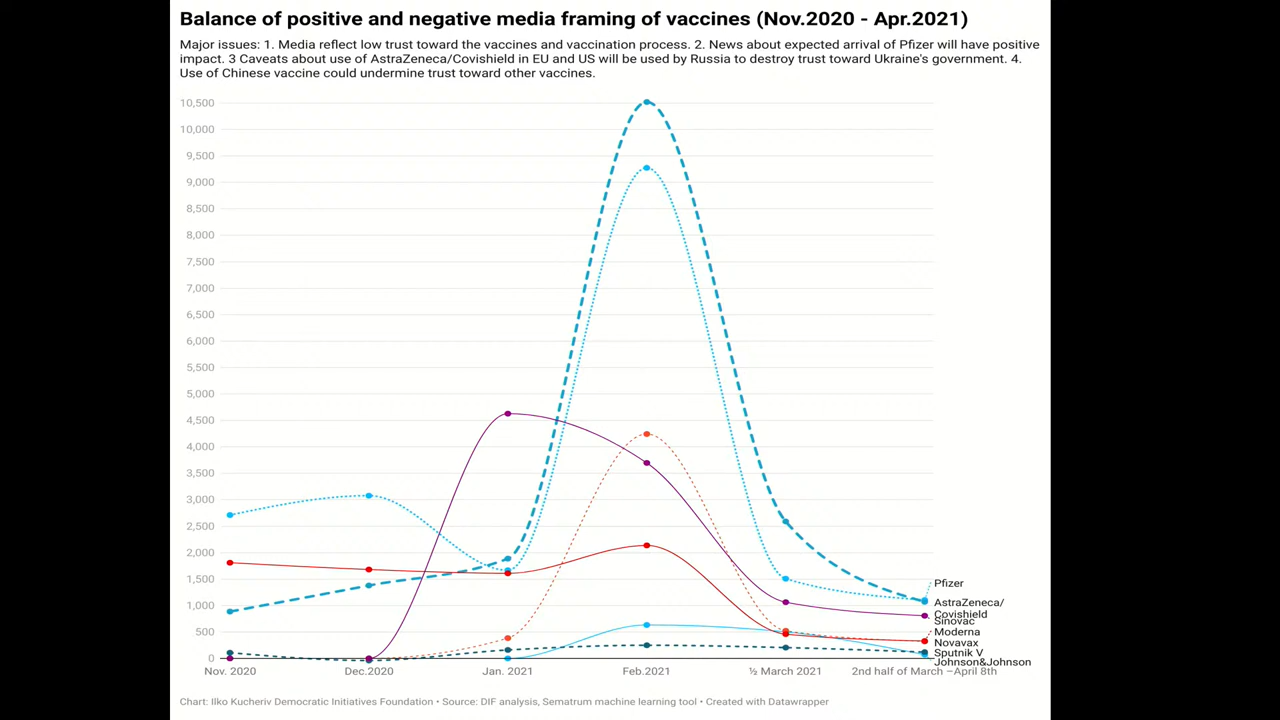 Balance of positive and negative media framing of vaccines (Nov.2020 - Apr.2021)
Major issues: 1. Media reflect low trust toward the vaccines and vaccination process. 2. News about expected arrival of Pfizer will have positive
impact. 3 Caveats about use of AstraZeneca/Covishield in EU and US will be used by Russia to destroy trust toward Ukraine's government. 4.
Use of Chinese vaccine could undermine trust toward other vaccines.
10,500
10,000
9,500
9,000
8,500
8,000
7,500
7,000
6,500
6,000
5,500
5,000
4,500
4,000
3,500
3,000
2,500
2,000
1,500
1,000
500
0
Pfizer
AstraZeneca/
Covishield
Sinovac
Moderna
Novavax
Sputnik V
Johnson&Johnson
Nov. 2020 Dec.2020 Jan. 2021 Feb.2021 ½ March 2021 2nd half of March –April 8th
Chart: Ilko Kucheriv Democratic Initiatives Foundation • Source: DIF analysis, Sematrum machine learning tool • Created with Datawrapper